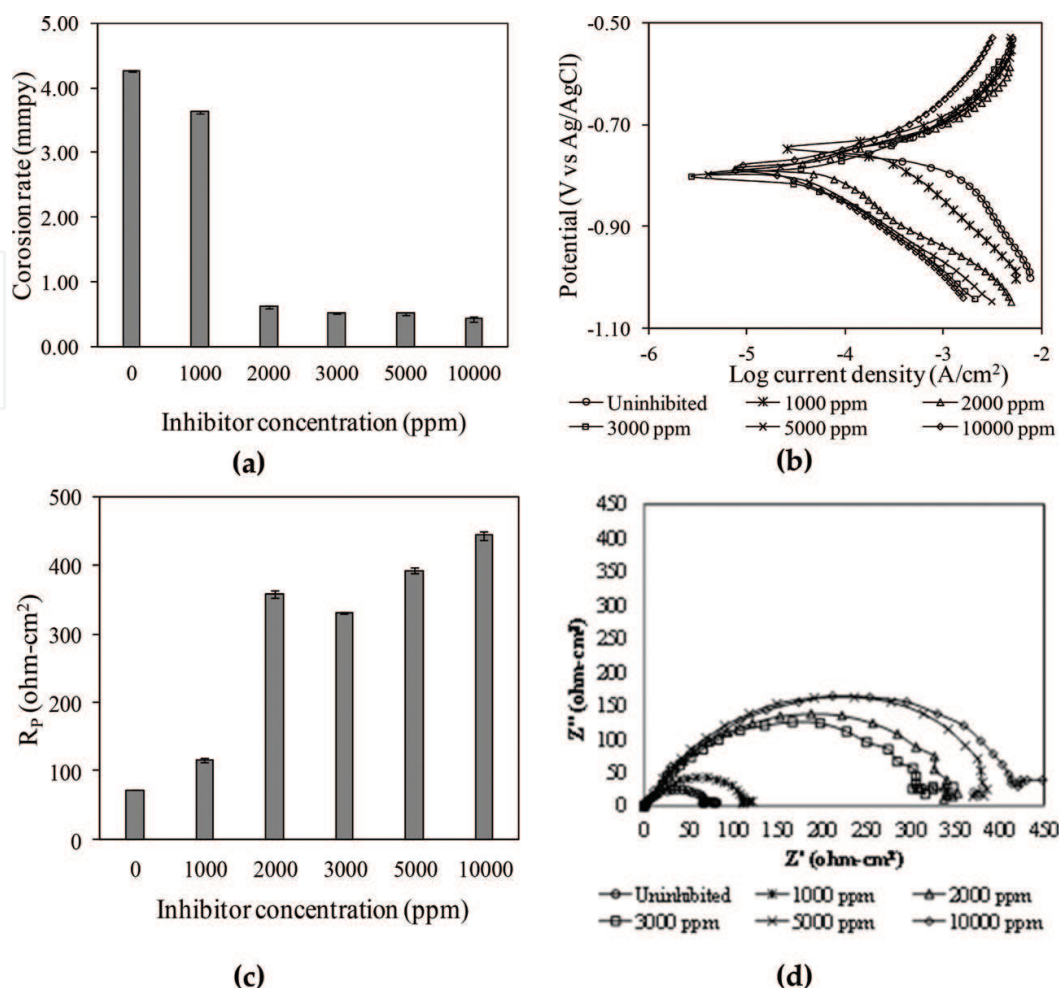 5.00
4.00
3.00
2.00
1.00
0.00
Corosion rate (mmpy)
0 1000 2000 3000 5000 10000
Inhibitor concentration (ppm)
(a)
-0.50
-0.70
-0.90
-1.10
Potential (V vs Ag/AgCl)
-6 -5 -4 -3 -2 -1
Log current density (A/cm²)
Uninhibited 1000 ppm 2000 ppm
3000 ppm 5000 ppm 10000 ppm
(b)
500
400
300
200
100
0
R_P (ohm-cm²)
0 1000 2000 3000 5000 10000
Inhibitor concentration (ppm)
(c)
450
400
350
300
250
200
150
100
50
0
Z" (ohm-cm²)
0 50 100 150 200 250 300 350 400 450
Z' (ohm-cm²)
Uninhibited 1000 ppm 2000 ppm
3000 ppm 5000 ppm 10000 ppm
(d)